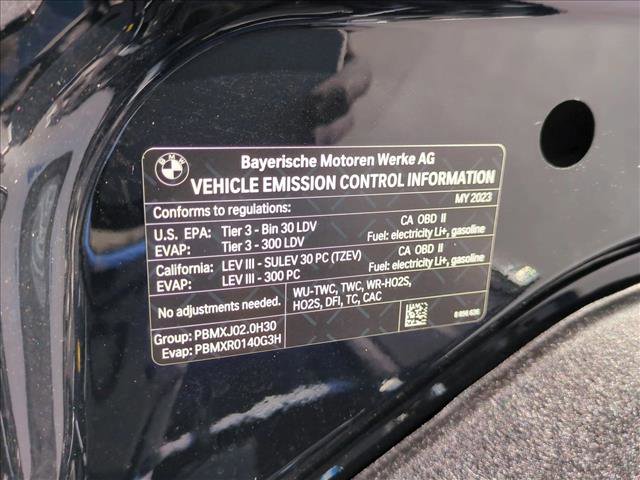 BMW
Bayerische Motoren Werke AG
VEHICLE EMISSION CONTROL INFORMATION
Conforms to regulations: MY 2023
U.S. EPA: Tier 3 - Bin 30 LDV CA OBD II
EVAP: Tier 3 - 300 LDV Fuel: electricity Li+, gasoline
California: LEV III - SULEV 30 PC (TZEV) CA OBD II
EVAP: LEV III - 300 PC Fuel: electricity Li+, gasoline
No adjustments needed. WU-TWC, TWC, WR-HO2S,
HO2S, DFI, TC, CAC
Group: PBMXJ02.0H30
Evap: PBMXR0140G3H